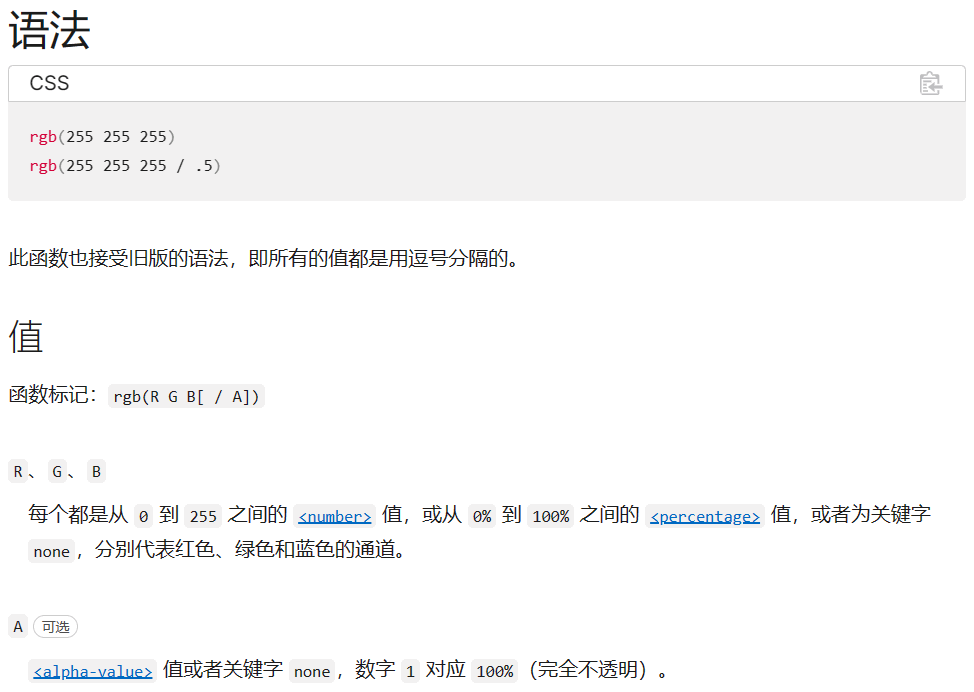 语法
CSS
rgb(255 255 255)
rgb(255 255 255 / .5)
此函数也接受旧版的语法，即所有的值都是用逗号分隔的。
值
函数标记：rgb(R G B[ / A])
R、G、B
每个都是从 0 到 255 之间的 <number> 值，或从 0% 到 100% 之间的 <percentage> 值，或者为关键字
none，分别代表红色、绿色和蓝色的通道。
A 可选
<alpha-value> 值或者关键字 none，数字 1 对应 100%（完全不透明）。